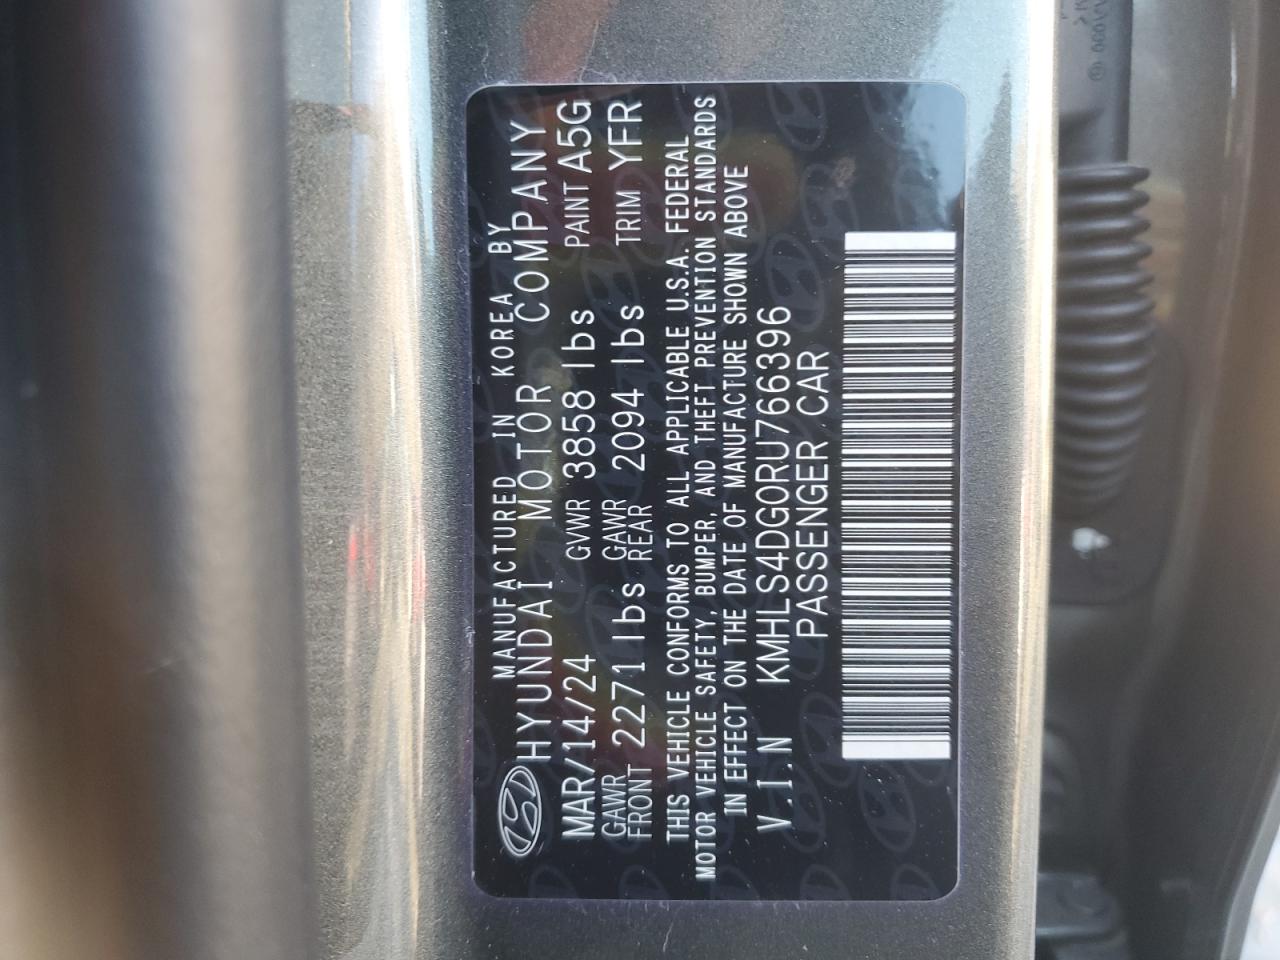 MANUFACTURED IN KOREA BY
HYUNDAI MOTOR COMPANY
MAR/14/24 GVWR 3858 lbs PAINT A5G
GAWR FRONT 2271 lbs GAWR REAR 2094 lbs TRIM YFR
THIS VEHICLE CONFORMS TO ALL APPLICABLE U.S.A. FEDERAL
MOTOR VEHICLE SAFETY, BUMPER, AND THEFT PREVENTION STANDARDS
IN EFFECT ON THE DATE OF MANUFACTURE SHOWN ABOVE
V.I.N KMHLS4DG0RU766396
PASSENGER CAR